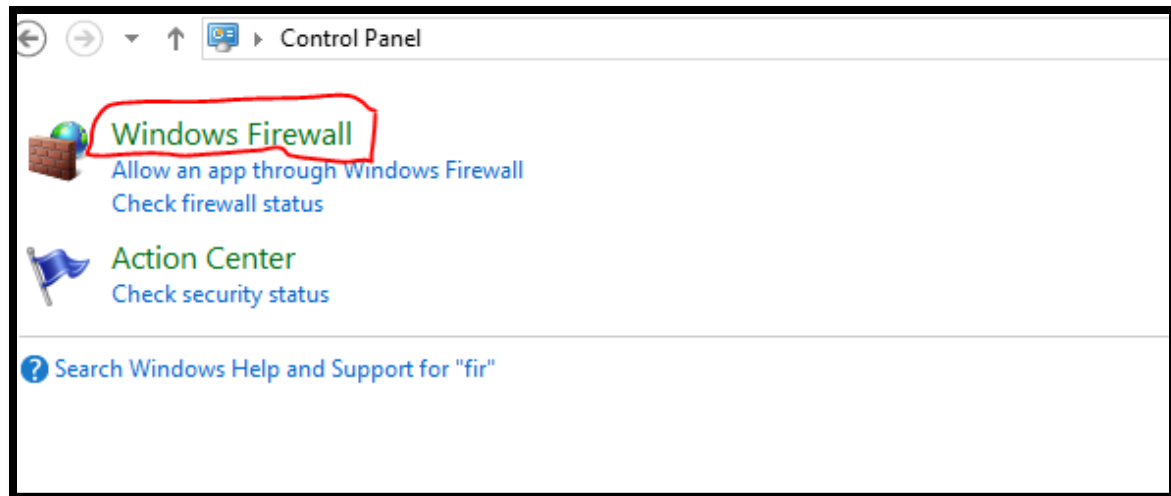 Control Panel
Windows Firewall
Allow an app through Windows Firewall
Check firewall status
Action Center
Check security status
Search Windows Help and Support for "fir"